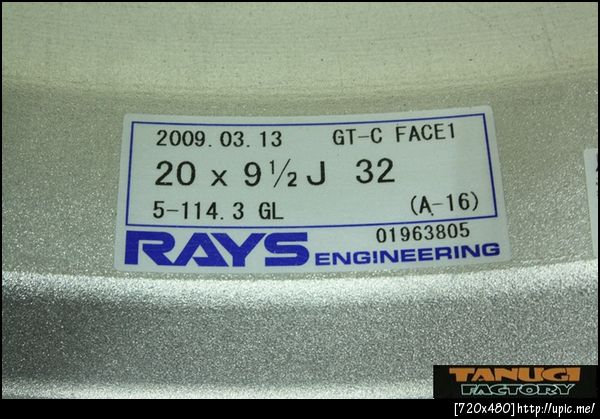 2009.03.13 GT-C FACE1
20 x 9½J 32
5-114.3 GL (A-16)
01963805
RAYS ENGINEERING
TANUGI
FACTORY
[720x480]http://upic.me/